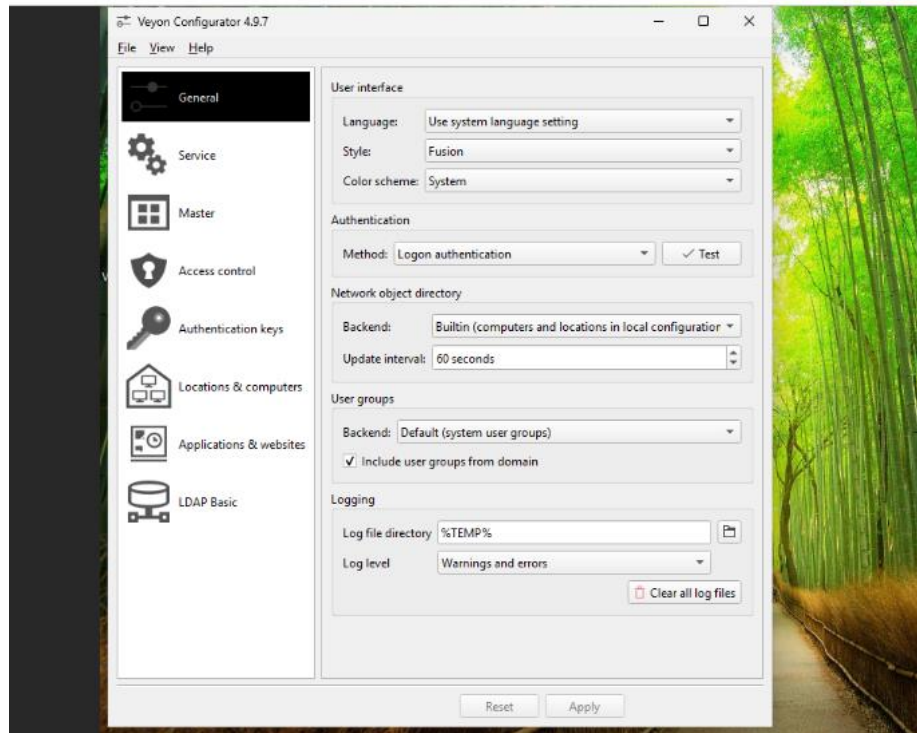 Veyon Configurator 4.9.7
File View Help
General
Service
Master
Access control
Authentication keys
Locations & computers
Applications & websites
LDAP Basic
User interface
Language: Use system language setting
Style: Fusion
Color scheme: System
Authentication
Method: Logon authentication Test
Network object directory
Backend: Builtin (computers and locations in local configuration
Update interval: 60 seconds
User groups
Backend: Default (system user groups)
Include user groups from domain
Logging
Log file directory %TEMP%
Log level Warnings and errors
Clear all log files
Reset Apply